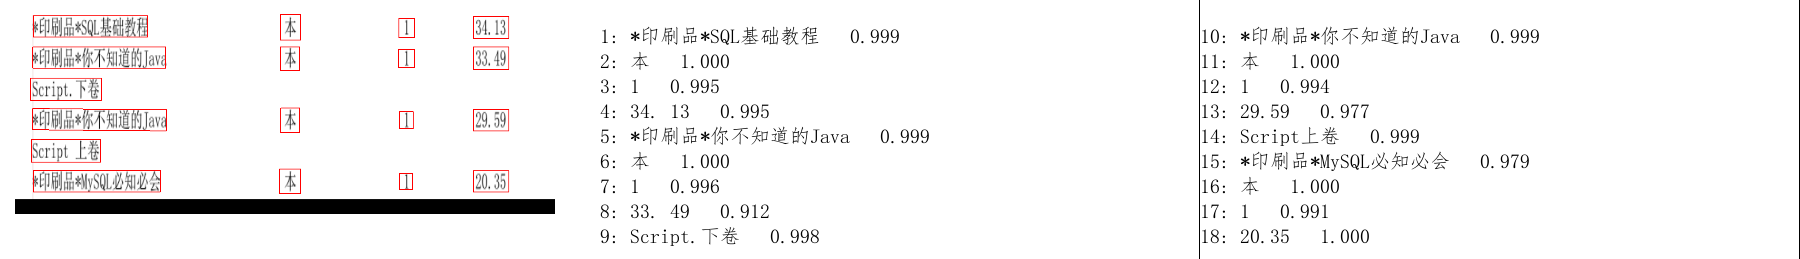 *印刷品*SQL基础教程 本 1 34.13
*印刷品*你不知道的Java 本 1 33.49
Script.下卷
*印刷品*你不知道的Java 本 1 29.59
Script 上卷
*印刷品*MySQL必知必会 本 1 20.35
1: *印刷品*SQL基础教程 0.999
2: 本 1.000
3: 1 0.995
4: 34. 13 0.995
5: *印刷品*你不知道的Java 0.999
6: 本 1.000
7: 1 0.996
8: 33. 49 0.912
9: Script.下卷 0.998
10: *印刷品*你不知道的Java 0.999
11: 本 1.000
12: 1 0.994
13: 29.59 0.977
14: Script上卷 0.999
15: *印刷品*MySQL必知必会 0.979
16: 本 1.000
17: 1 0.991
18: 20.35 1.000